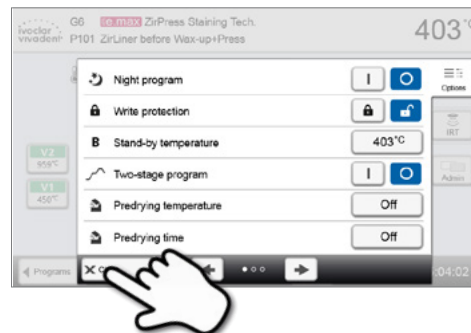 ivoclar
vivadent
G6 IPS e.max ZirPress Staining Tech.
P101 ZirLiner before Wax-up+Press
403°
Night program
I O
Options
Write protection
B Stand-by temperature
403°C
IRT
V2
959°C
Two-stage program
I O
Admin
V1
450°C
Predrying temperature
Off
Predrying time
Off
Programs
:04:02